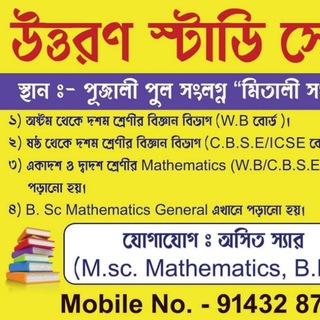 উত্তরণ স্টাডি সে
স্থান ঃ- পূজালী পুল সংলগ্ন “মিতালী স
১) অষ্টম থেকে দশম শ্রেণীর বিজ্ঞান বিভাগ (W.B বোর্ড )।
২) ষষ্ঠ থেকে দশম শ্রেণীর বিজ্ঞান বিভাগ (C.B.S.E/ICSE বো
৩) একাদশ ও দ্বাদশ শ্রেণীর Mathematics (W.B/C.B.S.E
পড়ানো হয়।
৪) B. Sc Mathematics General এখানে পড়ানো হয়।
যোগাযোগ ঃ অসিত স্যার
(M.sc. Mathematics, B.
Mobile No. - 91432 87